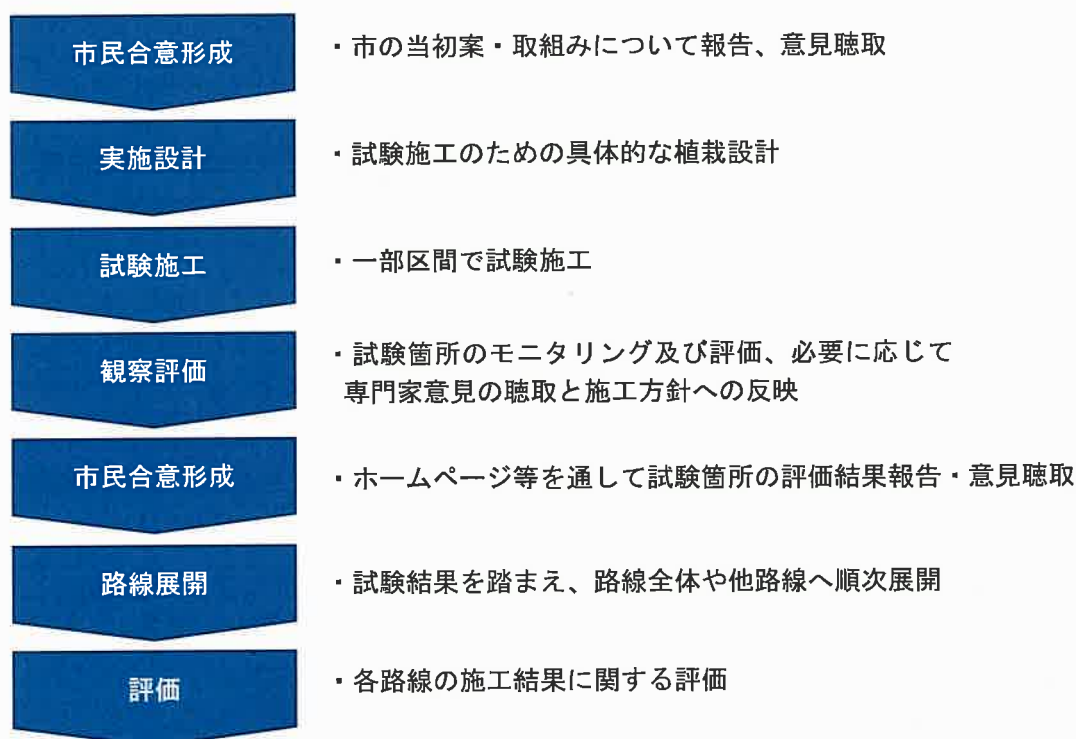 市民合意形成
・市の当初案・取組みについて報告、意見聴取
実施設計
・試験施工のための具体的な植栽設計
試験施工
・一部区間で試験施工
観察評価
・試験箇所のモニタリング及び評価、必要に応じて
専門家意見の聴取と施工方針への反映
市民合意形成
・ホームページ等を通して試験箇所の評価結果報告・意見聴取
路線展開
・試験結果を踏まえ、路線全体や他路線へ順次展開
評価
・各路線の施工結果に関する評価